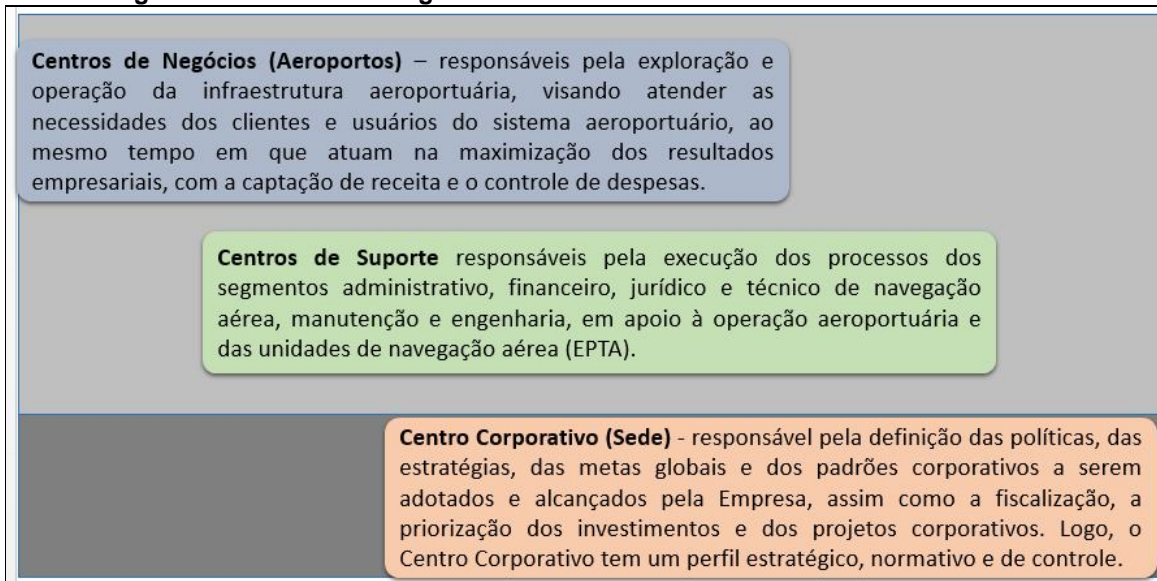 Centros de Negócios (Aeroportos) – responsáveis pela exploração e
operação da infraestrutura aeroportuária, visando atender as
necessidades dos clientes e usuários do sistema aeroportuário, ao
mesmo tempo em que atuam na maximização dos resultados
empresariais, com a captação de receita e o controle de despesas.
Centros de Suporte responsáveis pela execução dos processos dos
segmentos administrativo, financeiro, jurídico e técnico de navegação
aérea, manutenção e engenharia, em apoio à operação aeroportuária e
das unidades de navegação aérea (EPTA).
Centro Corporativo (Sede) - responsável pela definição das políticas, das
estratégias, das metas globais e dos padrões corporativos a serem
adotados e alcançados pela Empresa, assim como a fiscalização, a
priorização dos investimentos e dos projetos corporativos. Logo, o
Centro Corporativo tem um perfil estratégico, normativo e de controle.